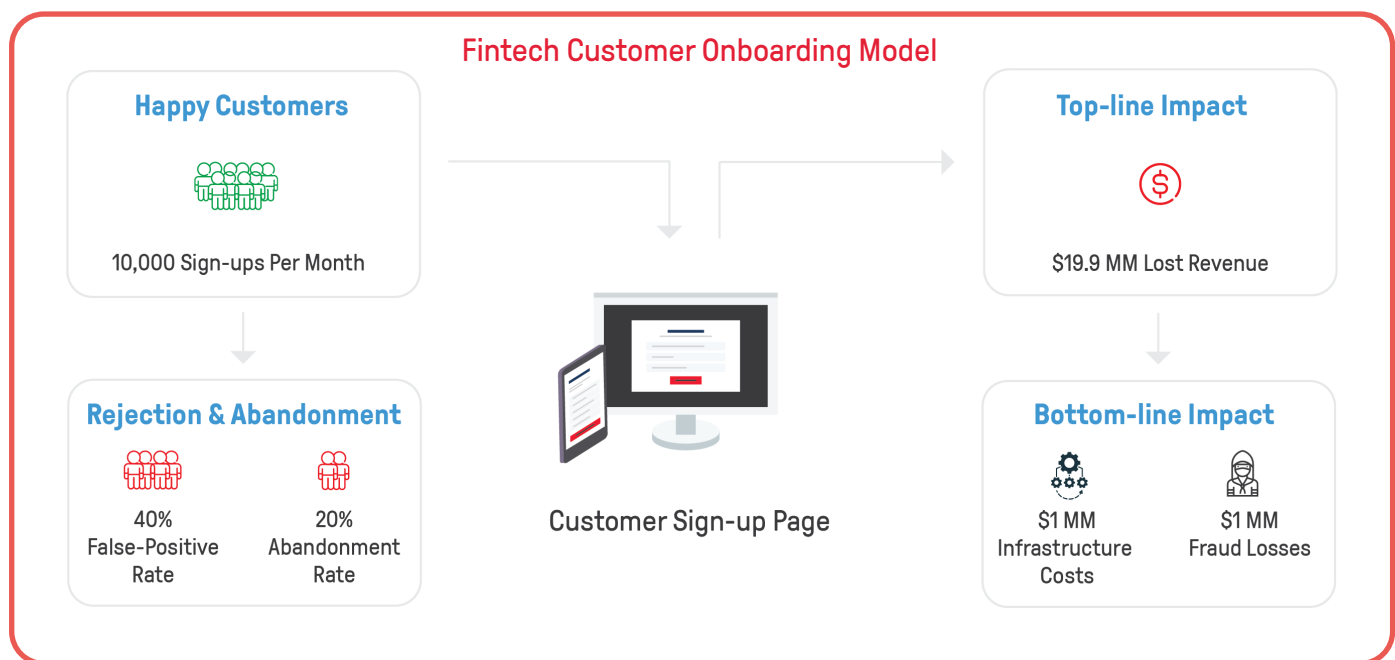 Fintech Customer Onboarding Model
Happy Customers
10,000 Sign-ups Per Month
Rejection & Abandonment
40%
False-Positive
Rate
20%
Abandonment
Rate
Customer Sign-up Page
Top-line Impact
$
$19.9 MM Lost Revenue
Bottom-line Impact
$1 MM
Infrastructure
Costs
$1 MM
Fraud Losses